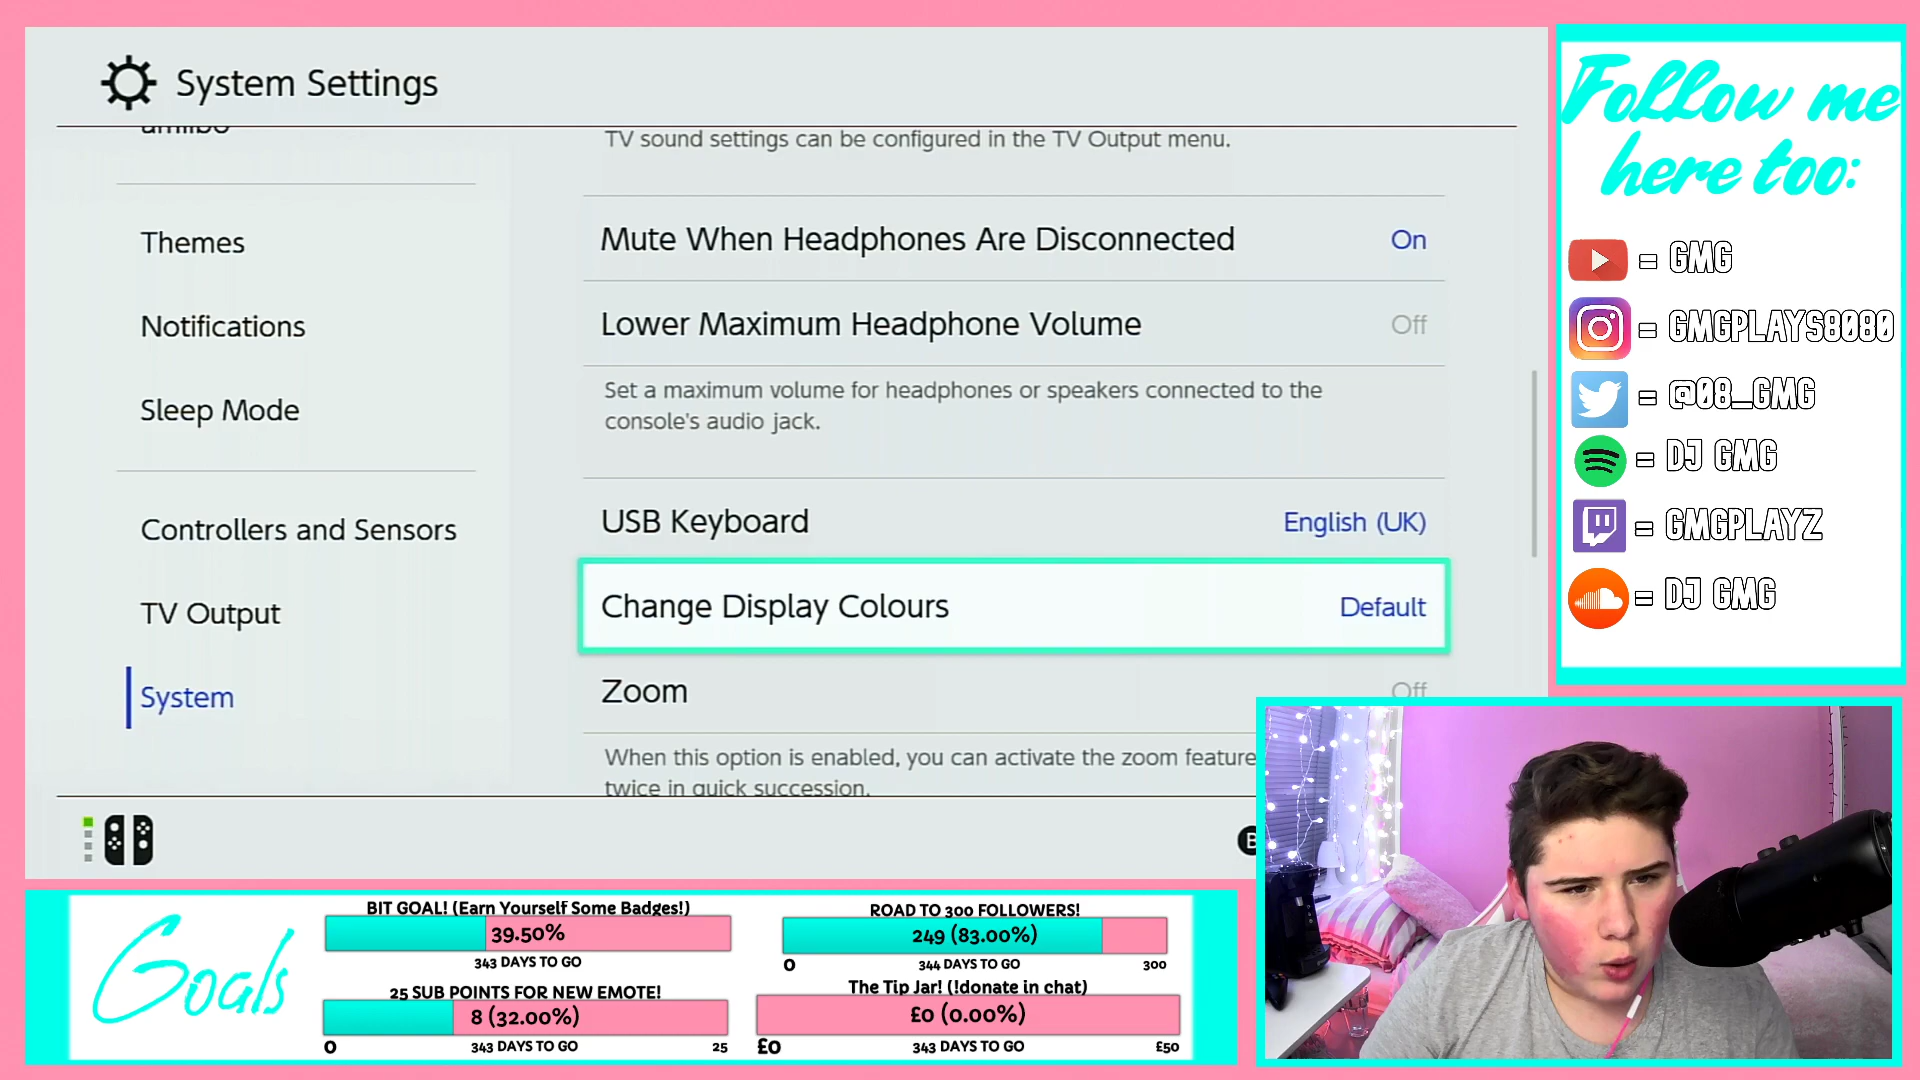 System Settings
amiibo
Themes
Notifications
Sleep Mode
Controllers and Sensors
TV Output
System
TV sound settings can be configured in the TV Output menu.
Mute When Headphones Are Disconnected
On
Lower Maximum Headphone Volume
Off
Set a maximum volume for headphones or speakers connected to the
console's audio jack.
USB Keyboard
English (UK)
Change Display Colours
Default
Zoom
Off
When this option is enabled, you can activate the zoom feature
twice in quick succession.
B
Follow me
here too:
= GMG
= GMGPLAYS8080
= @08_GMG
= DJ GMG
= GMGPLAYZ
= DJ GMG
Goals
BIT GOAL! (Earn Yourself Some Badges!)
39.50%
343 DAYS TO GO
25 SUB POINTS FOR NEW EMOTE!
8 (32.00%)
0
343 DAYS TO GO
25
ROAD TO 300 FOLLOWERS!
249 (83.00%)
0
344 DAYS TO GO
300
The Tip Jar! (!donate in chat)
£0 (0.00%)
£0
343 DAYS TO GO
£50